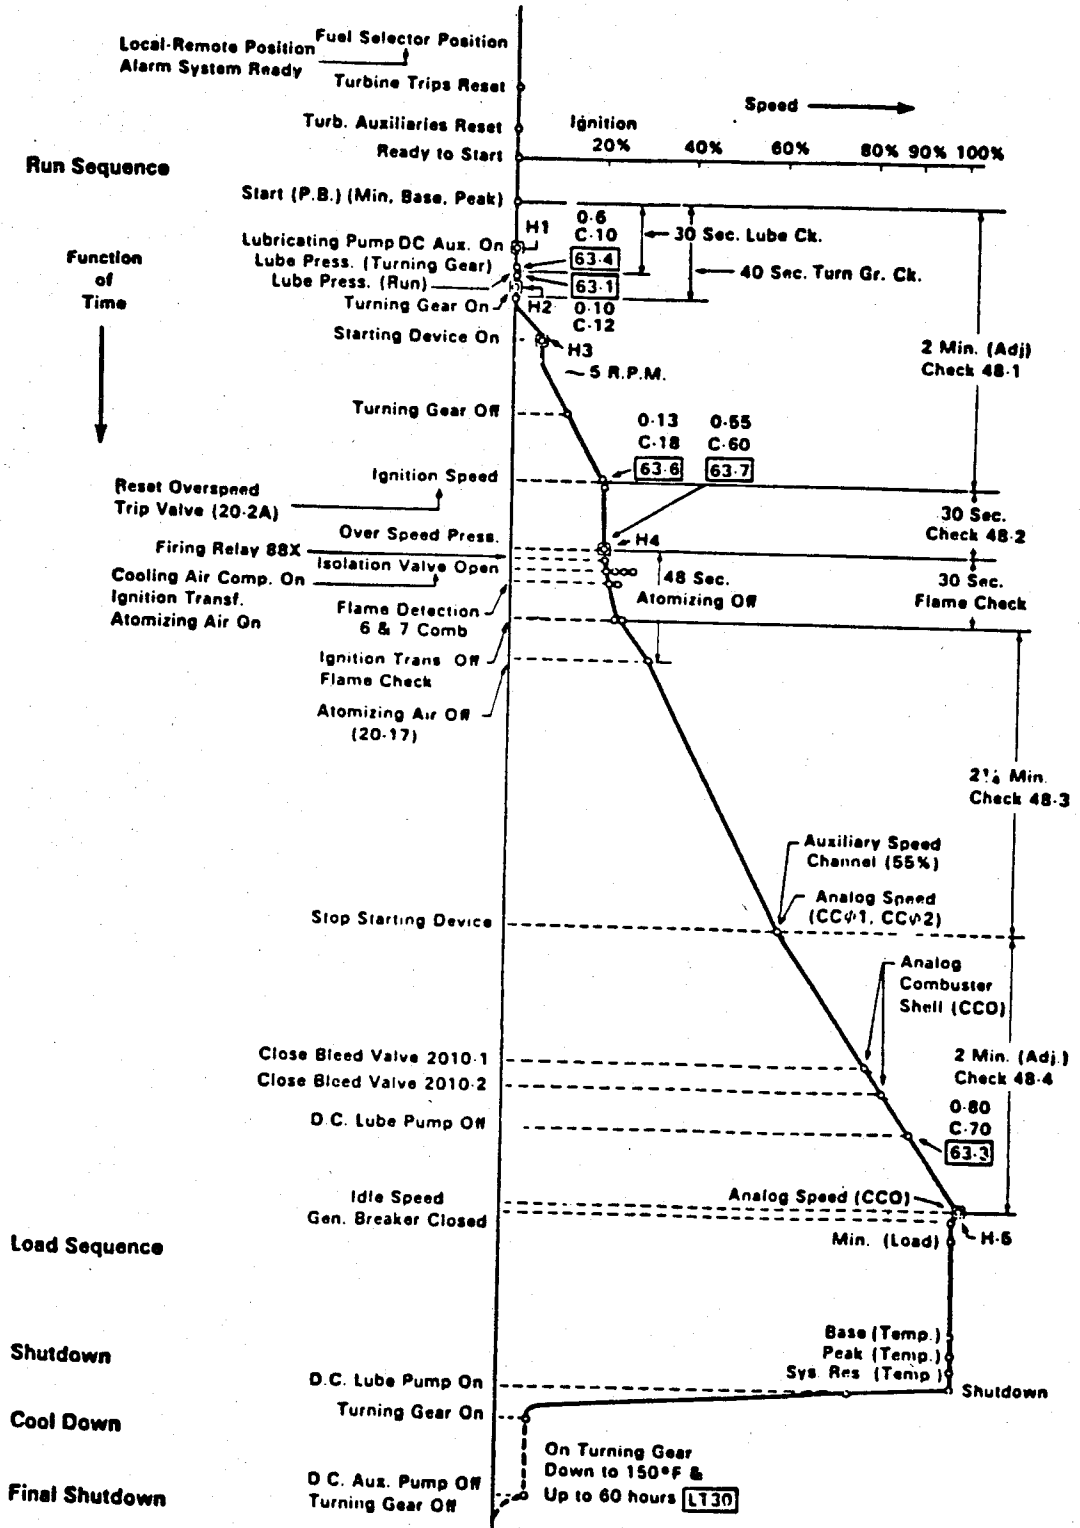 Fuel Selector Position
Local-Remote Position
Alarm System Ready
Turbine Trips Reset
Speed
Turb. Auxiliaries Reset
Ignition
Ready to Start
20% 40% 60% 80% 90% 100%
Run Sequence
Start (P.B.) (Min, Base, Peak)
H1
0-6
C-10
30 Sec. Lube Ck.
Lubricating Pump DC Aux. On
Function
of
Time
Lube Press. (Turning Gear)
63-4
40 Sec. Turn Gr. Ck.
Lube Press. (Run)
63-1
Turning Gear On
H2
0-10
C-12
Starting Device On
H3
~5 R.P.M.
2 Min. (Adj)
Check 48-1
Turning Gear Off
0-13
C-18
63-6
0-55
C-60
63-7
Ignition Speed
Reset Overspeed
Trip Valve (20-2A)
30 Sec.
Check 48-2
Over Speed Press.
H4
Firing Relay 88X
Isolation Valve Open
Cooling Air Comp. On
Ignition Transf.
Atomizing Air On
48 Sec.
Atomizing Off
30 Sec.
Flame Check
Flame Detection
6 & 7 Comb
Ignition Trans Off
Flame Check
Atomizing Air Off
(20-17)
2¼ Min.
Check 48-3
Auxiliary Speed
Channel (55%)
Analog Speed
(CCφ1, CCφ2)
Stop Starting Device
Analog
Combuster
Shell (CCO)
Close Bleed Valve 2010-1
Close Bleed Valve 2010-2
2 Min. (Adj.)
Check 48-4
D.C. Lube Pump Off
0-80
C-70
63-3
Idle Speed
Analog Speed (CCO)
Gen. Breaker Closed
Min. (Load)
H-5
Load Sequence
Base (Temp.)
Peak (Temp.)
Sys. Res (Temp)
Shutdown
D.C. Lube Pump On
Shutdown
Turning Gear On
Cool Down
On Turning Gear
Down to 150°F &
Up to 60 hours LT30
D C. Aux. Pump Off
Turning Gear Off
Final Shutdown